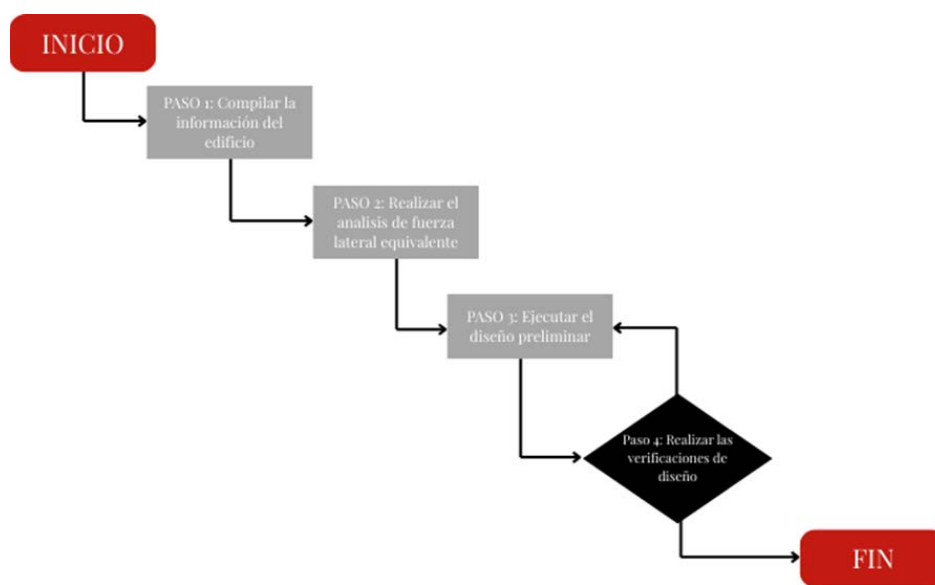 INICIO
PASO 1: Compilar la
información del
edificio
PASO 2: Realizar el
analisis de fuerza
lateral equivalente
PASO 3: Ejecutar el
diseño preliminar
Paso 4: Realizar las
verificaciones de
diseño
FIN